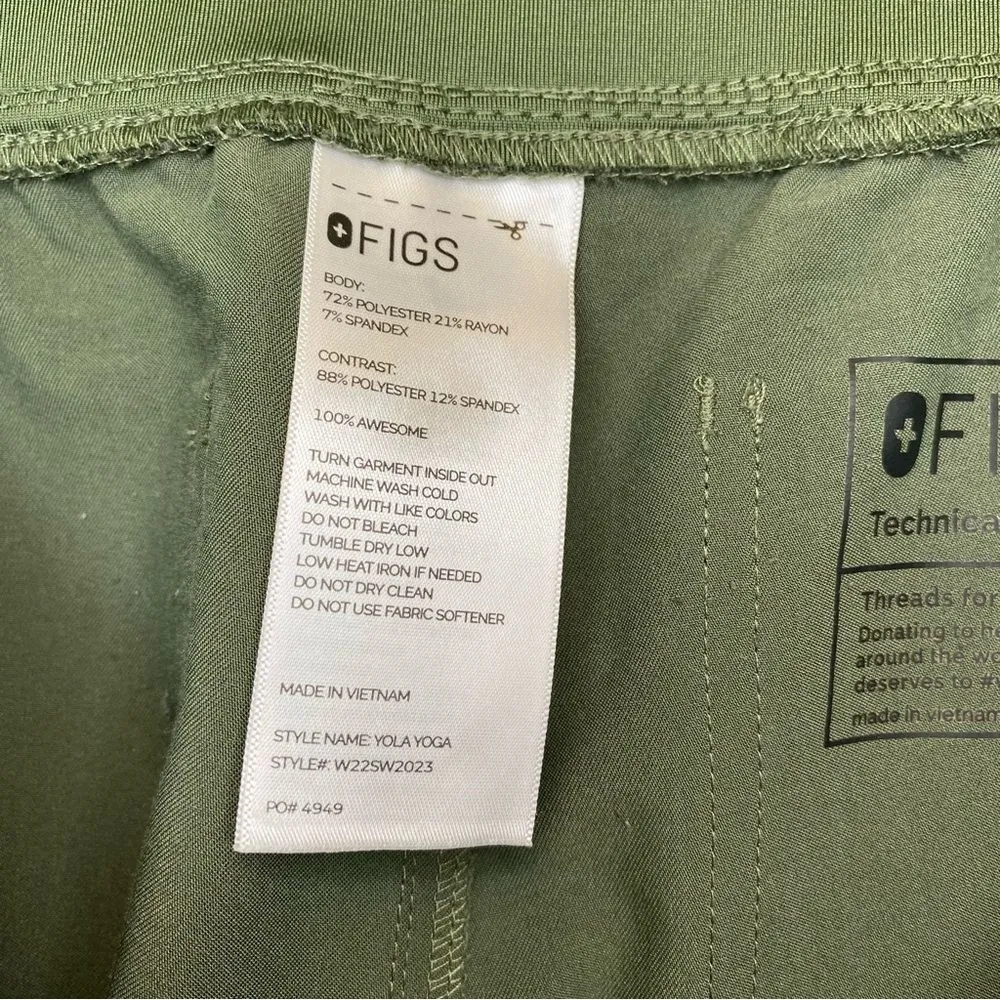 FIGS
BODY:
72% POLYESTER 21% RAYON
7% SPANDEX
CONTRAST:
88% POLYESTER 12% SPANDEX
100% AWESOME
TURN GARMENT INSIDE OUT
MACHINE WASH COLD
WASH WITH LIKE COLORS
DO NOT BLEACH
TUMBLE DRY LOW
LOW HEAT IRON IF NEEDED
DO NOT DRY CLEAN
DO NOT USE FABRIC SOFTENER
MADE IN VIETNAM
STYLE NAME: YOLA YOGA
STYLE#: W22SW2023
PO# 4949
F
Technica
Threads for
Donating to h
around the wo
deserves to #
made in vietnam